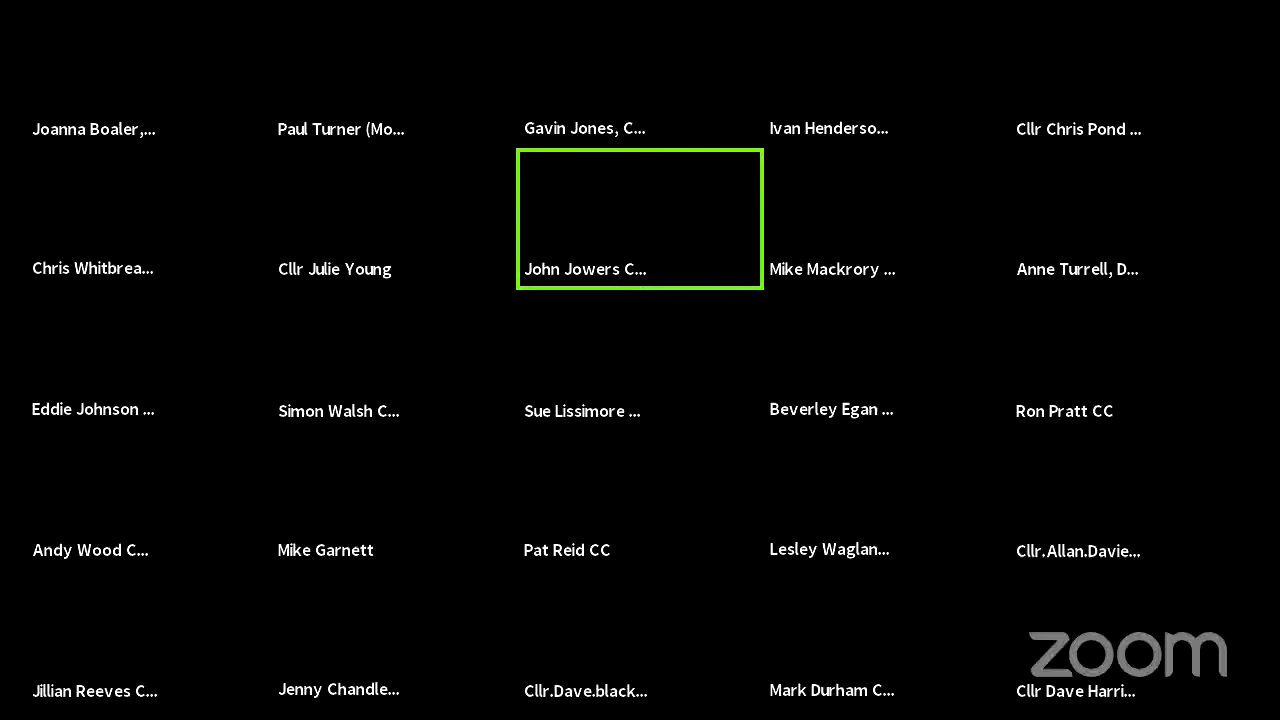 Joanna Boaler,...
Paul Turner (Mo...
Gavin Jones, C...
Ivan Henderso...
Cllr Chris Pond ...
Chris Whitbrea...
Cllr Julie Young
John Jowers C...
Mike Mackrory ...
Anne Turrell, D...
Eddie Johnson ...
Simon Walsh C...
Sue Lissimore ...
Beverley Egan ...
Ron Pratt CC
Andy Wood C...
Mike Garnett
Pat Reid CC
Lesley Waglan...
Cllr.Allan.Davie...
Jillian Reeves C...
Jenny Chandle...
Cllr.Dave.black...
Mark Durham C...
Cllr Dave Harri...
zoom